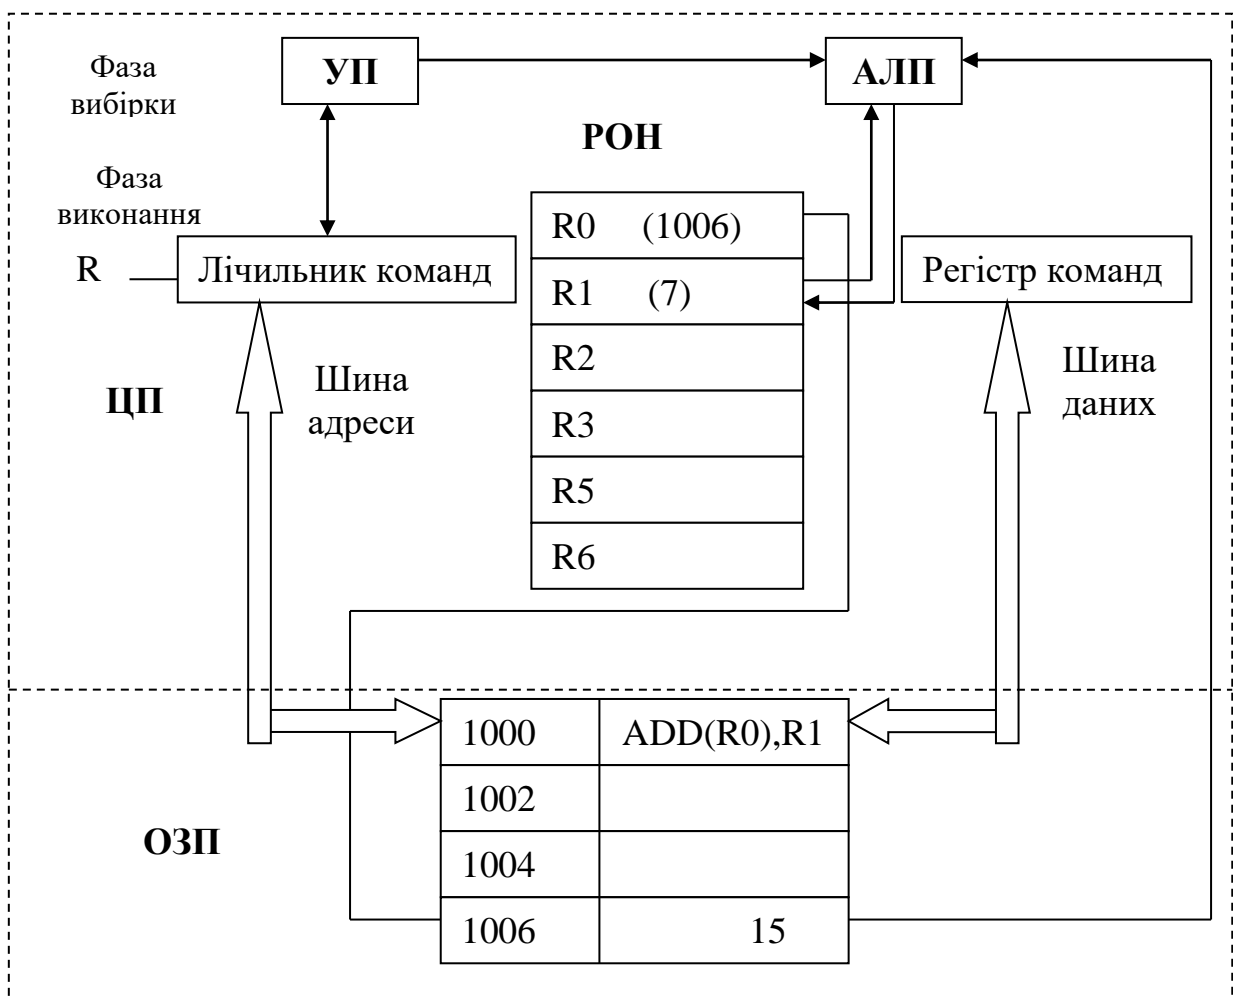 Фаза
вибірки
УП
АЛП
РОН
Фаза
виконання
R
Лічильник команд
R0 (1006)
R1 (7)
R2
R3
R5
R6
Регістр команд
ЦП
Шина
адреси
Шина
даних
ОЗП
1000 ADD(R0),R1
1002
1004
1006 15